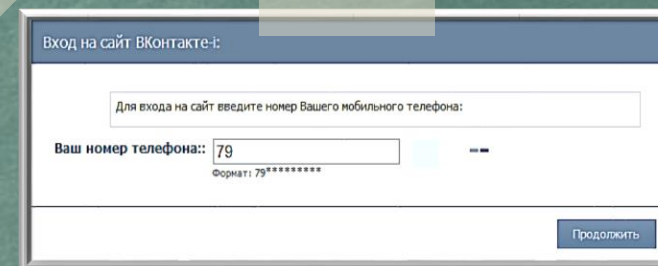 Вход на сайт ВКонтакте-i:
Для входа на сайт введите номер Вашего мобильного телефона:
Ваш номер телефона:: 79
Формат: 79*********
Продолжить